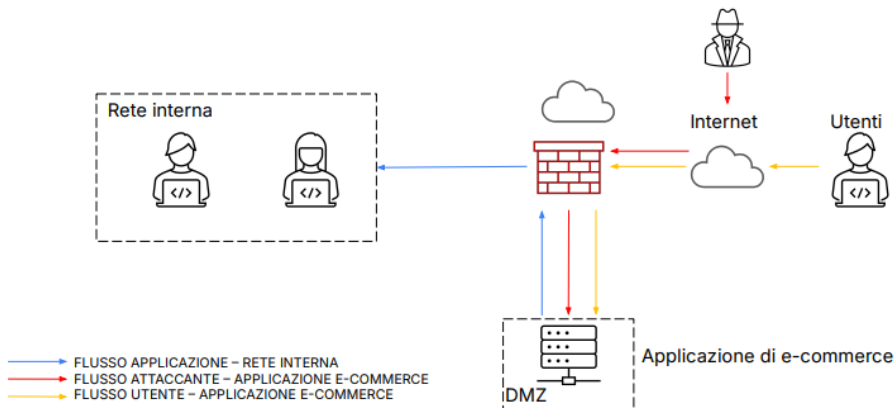 Rete interna
Internet
Utenti
Applicazione di e-commerce
DMZ
FLUSSO APPLICAZIONE – RETE INTERNA
FLUSSO ATTACCANTE – APPLICAZIONE E-COMMERCE
FLUSSO UTENTE – APPLICAZIONE E-COMMERCE